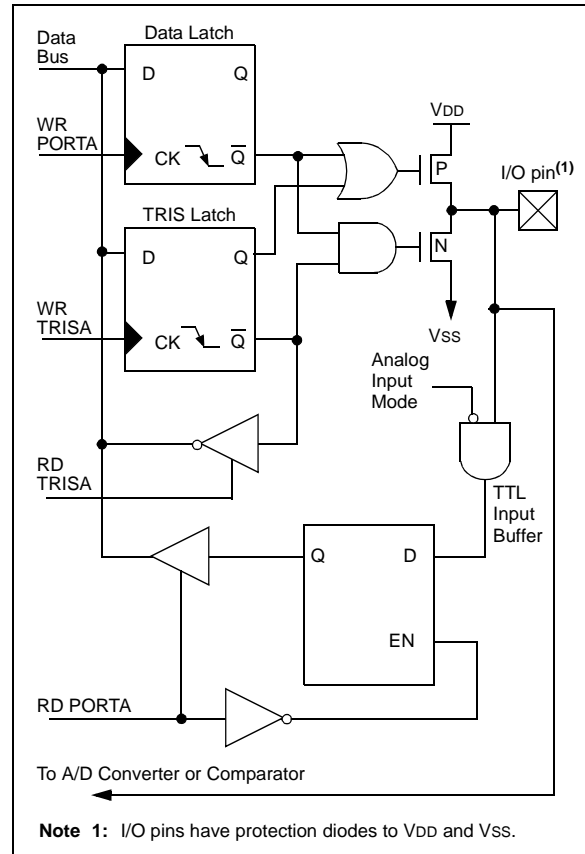 Data Latch
Data
Bus
D
Q
VDD
WR
PORTA
CK
Q
P
I/O pin(1)
TRIS Latch
D
Q
N
WR
TRISA
CK
Q
VSS
Analog
Input
Mode
RD
TRISA
TTL
Input
Buffer
Q
D
EN
RD PORTA
To A/D Converter or Comparator
Note 1: I/O pins have protection diodes to VDD and VSS.